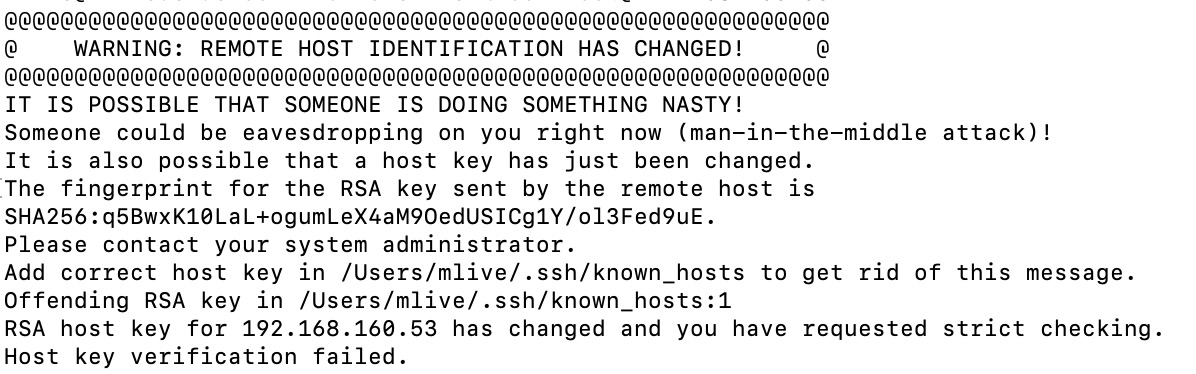 @@@@@@@@@@@@@@@@@@@@@@@@@@@@@@@@@@@@@@@@@@@@@@@@@@@@@@@@@@@
@    WARNING: REMOTE HOST IDENTIFICATION HAS CHANGED!     @
@@@@@@@@@@@@@@@@@@@@@@@@@@@@@@@@@@@@@@@@@@@@@@@@@@@@@@@@@@@
IT IS POSSIBLE THAT SOMEONE IS DOING SOMETHING NASTY!
Someone could be eavesdropping on you right now (man-in-the-middle attack)!
It is also possible that a host key has just been changed.
The fingerprint for the RSA key sent by the remote host is
SHA256:q5BwxK10LaL+ogumLeX4aM9OedUSICg1Y/ol3Fed9uE.
Please contact your system administrator.
Add correct host key in /Users/mlive/.ssh/known_hosts to get rid of this message.
Offending RSA key in /Users/mlive/.ssh/known_hosts:1
RSA host key for 192.168.160.53 has changed and you have requested strict checking.
Host key verification failed.